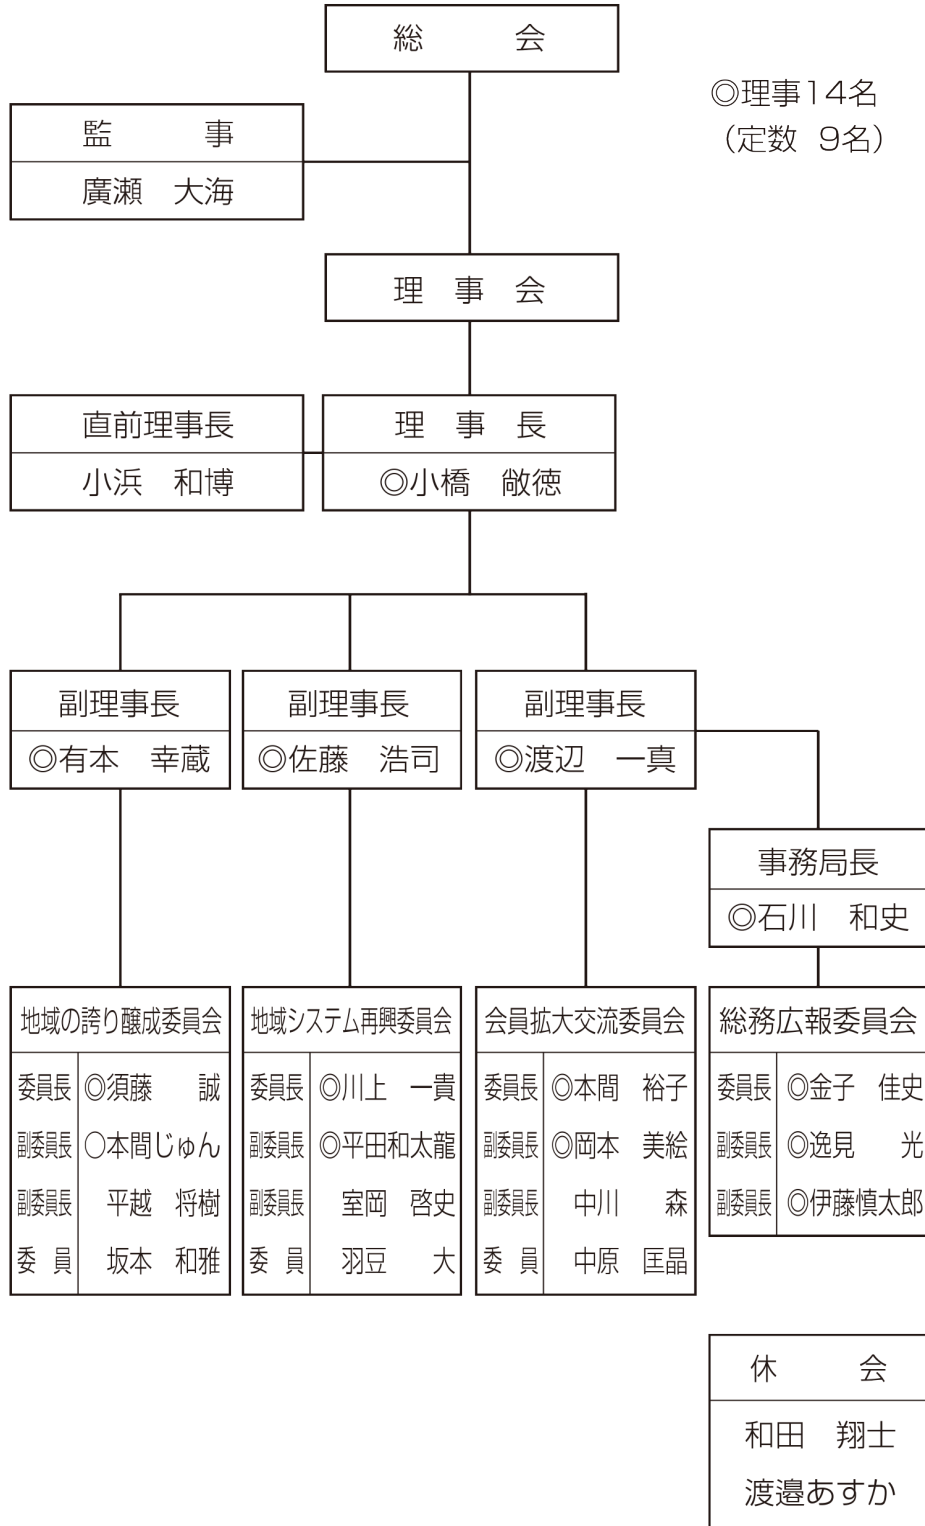 総会
◎理事14名
（定数 9名）
監事
廣瀬 大海
理事会
直前理事長
小浜 和博
理事長
◎小橋 敞徳
副理事長
◎有本 幸蔵
副理事長
◎佐藤 浩司
副理事長
◎渡辺 一真
事務局長
◎石川 和史
地域の誇り醸成委員会
委員長 ◎須藤 誠
副委員長 ○本間じゅん
副委員長 平越 将樹
委員 坂本 和雅
地域システム再興委員会
委員長 ◎川上 一貴
副委員長 ◎平田和太龍
副委員長 室岡 啓史
委員 羽豆 大
会員拡大交流委員会
委員長 ◎本間 裕子
副委員長 ◎岡本 美絵
副委員長 中川 森
委員 中原 匡晶
総務広報委員会
委員長 ◎金子 佳史
副委員長 ◎逸見 光
副委員長 ◎伊藤慎太郎
休会
和田 翔士
渡邉あすか